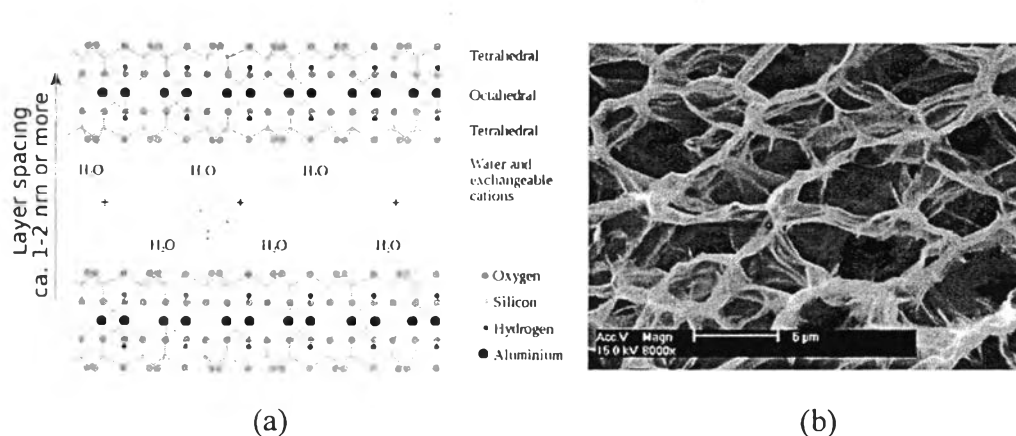 Layer spacing
ca. 1-2 nm or more
Tetrahedral
Octahedral
Tetrahedral
H₂O H₂O H₂O
Water and
exchangeable
cations
+ + +
H₂O H₂O H₂O
Oxygen
Silicon
Hydrogen
Aluminium
(a)
Acc.V Magn 5 µm
15.0 kV 8000x
(b)